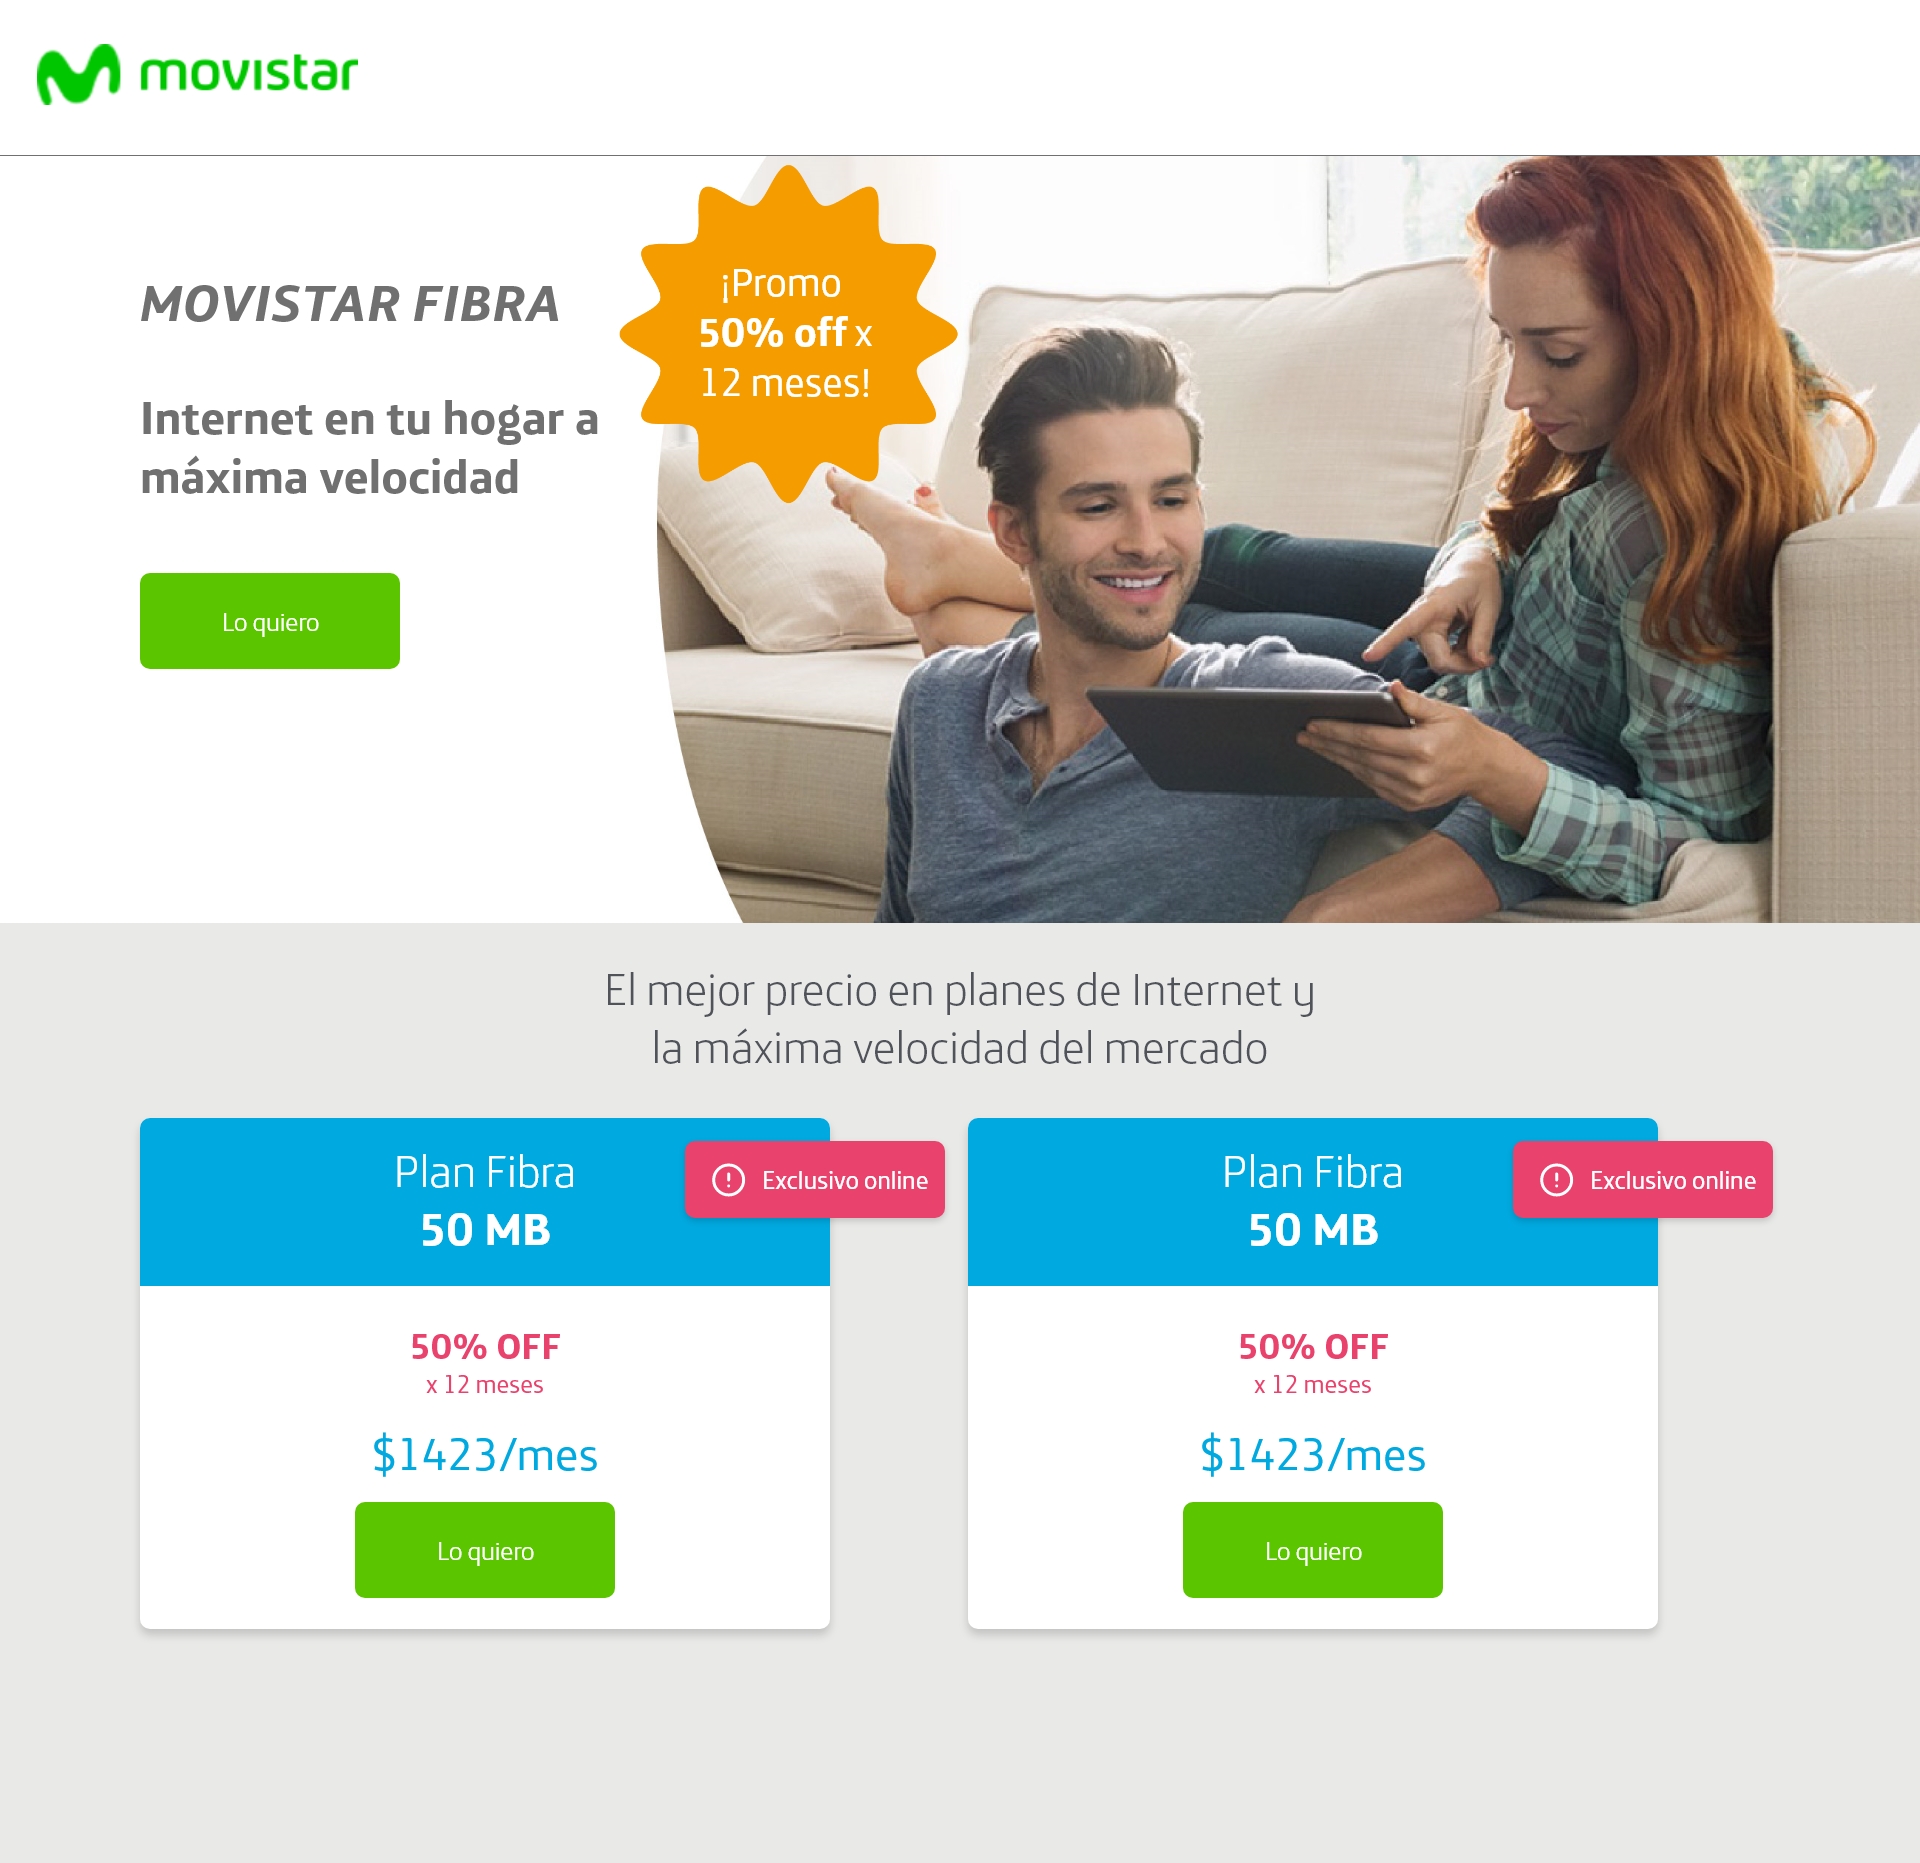 movistar
MOVISTAR FIBRA
Internet en tu hogar a
máxima velocidad
Lo quiero
¡Promo
50% off x
12 meses!
El mejor precio en planes de Internet y
la máxima velocidad del mercado
Plan Fibra
50 MB
Exclusivo online
50% OFF
x 12 meses
$1423/mes
Lo quiero
Plan Fibra
50 MB
Exclusivo online
50% OFF
x 12 meses
$1423/mes
Lo quiero